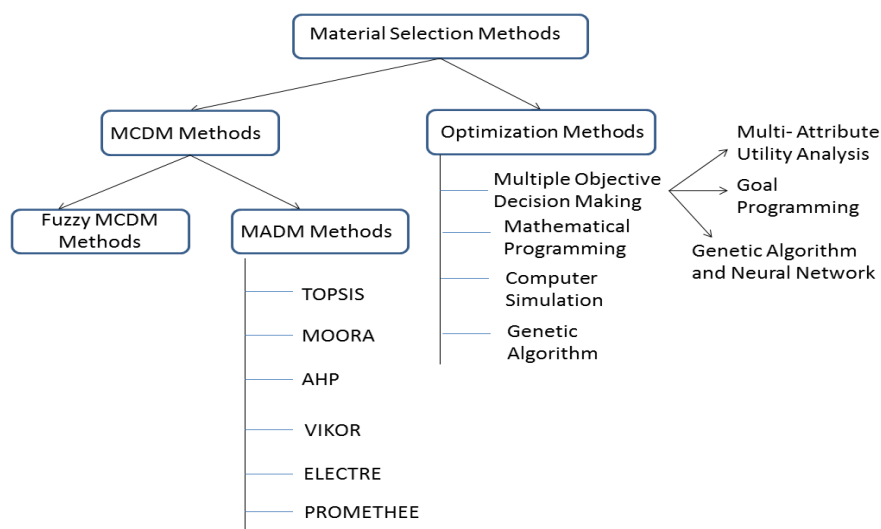 Material Selection Methods
MCDM Methods
Optimization Methods
Fuzzy MCDM
Methods
MADM Methods
TOPSIS
MOORA
AHP
VIKOR
ELECTRE
PROMETHEE
Multiple Objective
Decision Making
Mathematical
Programming
Computer
Simulation
Genetic
Algorithm
Multi- Attribute
Utility Analysis
Goal
Programming
Genetic Algorithm
and Neural Network